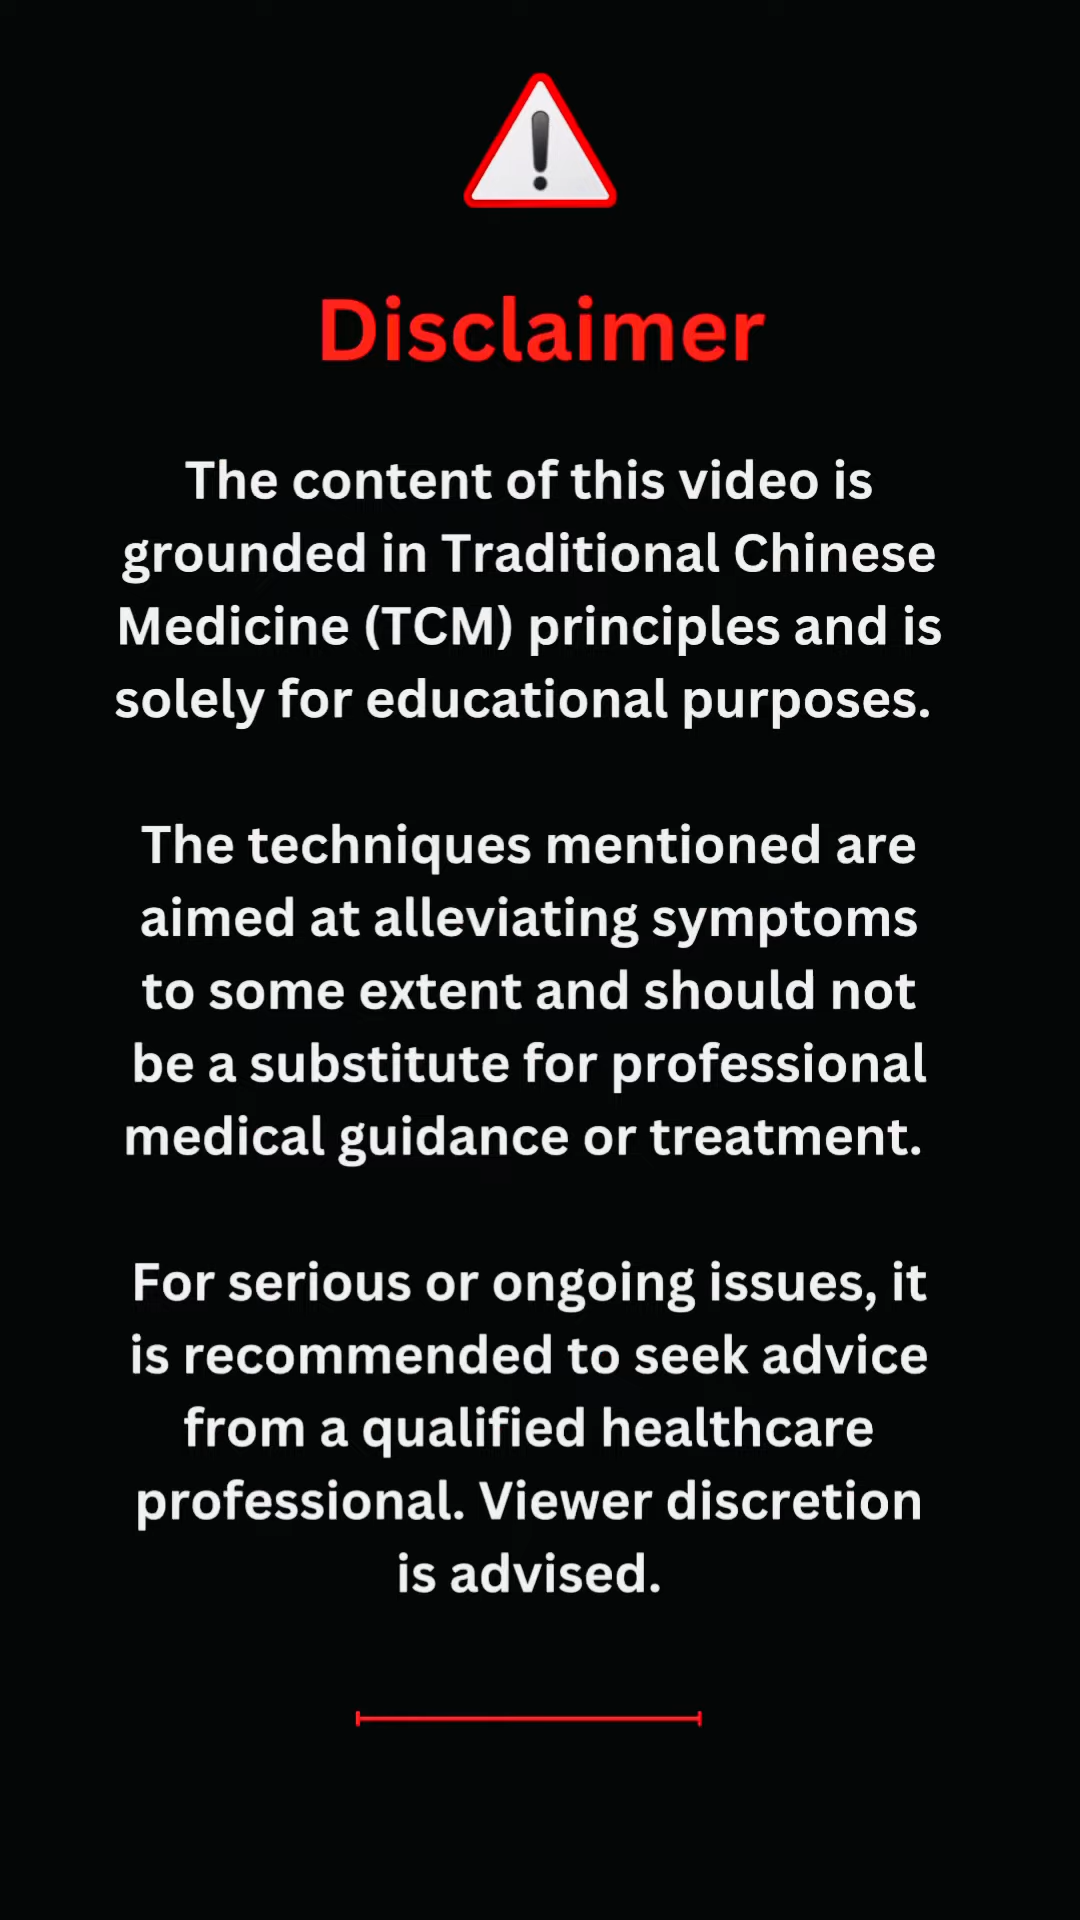 Disclaimer
The content of this video is
grounded in Traditional Chinese
Medicine (TCM) principles and is
solely for educational purposes.
The techniques mentioned are
aimed at alleviating symptoms
to some extent and should not
be a substitute for professional
medical guidance or treatment.
For serious or ongoing issues, it
is recommended to seek advice
from a qualified healthcare
professional. Viewer discretion
is advised.